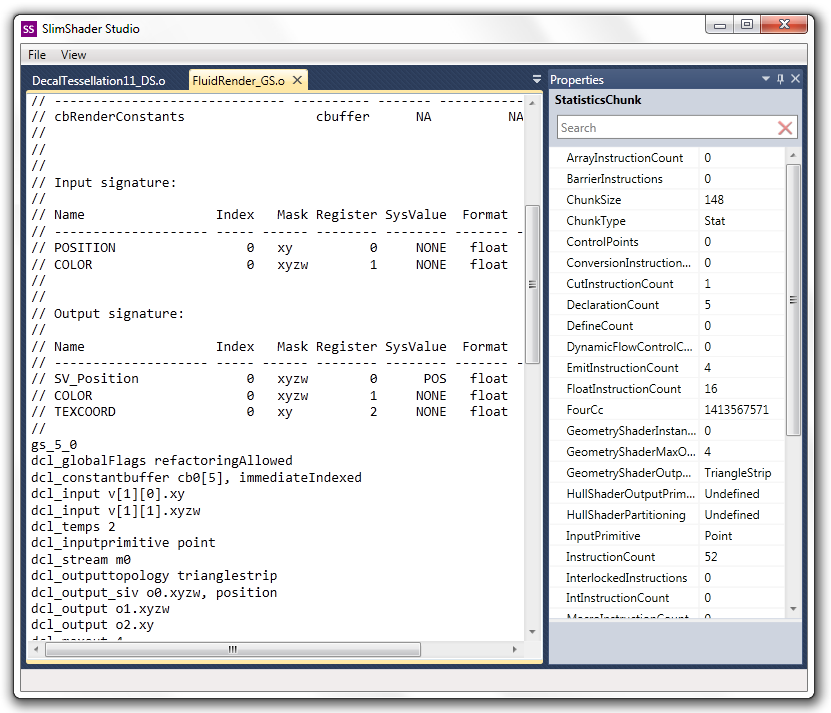 SS SlimShader Studio
File View
DecalTessellation11_DS.o FluidRender_GS.o
// ------------------------------ ---------- ------- -----------
// cbRenderConstants cbuffer NA NA
//
//
//
// Input signature:
//
// Name Index Mask Register SysValue Format
// -------------------- ----- ------ -------- -------- ------- -
// POSITION 0 xy 0 NONE float
// COLOR 0 xyzw 1 NONE float
//
//
// Output signature:
//
// Name Index Mask Register SysValue Format
// -------------------- ----- ------ -------- -------- ------- -
// SV_Position 0 xyzw 0 POS float
// COLOR 0 xyzw 1 NONE float
// TEXCOORD 0 xy 2 NONE float
//
gs_5_0
dcl_globalFlags refactoringAllowed
dcl_constantbuffer cb0[5], immediateIndexed
dcl_input v[1][0].xy
dcl_input v[1][1].xyzw
dcl_temps 2
dcl_inputprimitive point
dcl_stream m0
dcl_outputtopology trianglestrip
dcl_output_siv o0.xyzw, position
dcl_output o1.xyzw
dcl_output o2.xy
dcl_maxout 4
Properties
StatisticsChunk
Search
ArrayInstructionCount 0
BarrierInstructions 0
ChunkSize 148
ChunkType Stat
ControlPoints 0
ConversionInstruction... 0
CutInstructionCount 1
DeclarationCount 5
DefineCount 0
DynamicFlowControlC... 0
EmitInstructionCount 4
FloatInstructionCount 16
FourCc 1413567571
GeometryShaderInstan... 0
GeometryShaderMaxO... 4
GeometryShaderOutp... TriangleStrip
HullShaderOutputPrim... Undefined
HullShaderPartitioning Undefined
InputPrimitive Point
InstructionCount 52
InterlockedInstructions 0
IntInstructionCount 0
MacroInstructionCount 0